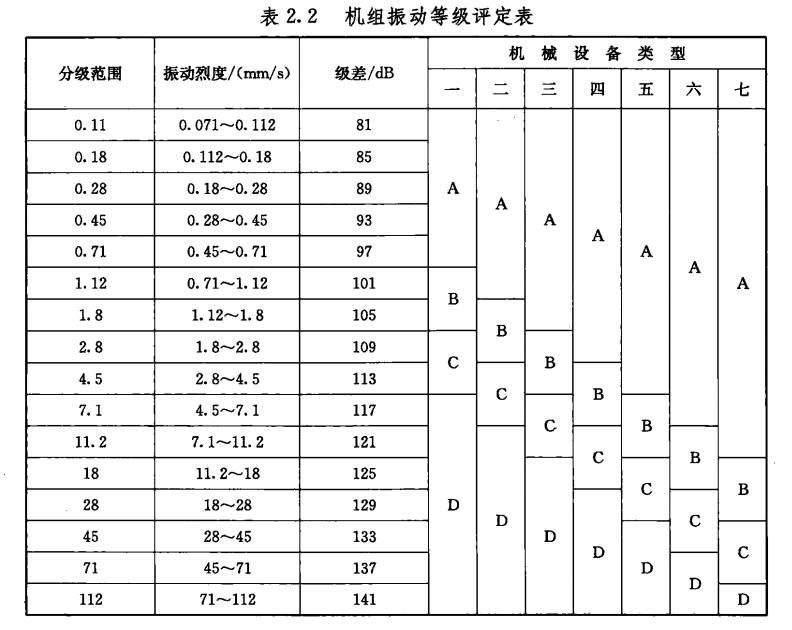 表 2.2 机组振动等级评定表
分级范围 振动烈度/(mm/s) 级差/dB 机械设备类型
一 二 三 四 五 六 七
0.11 0.071～0.112 81
0.18 0.112～0.18 85
0.28 0.18～0.28 89 A
A
0.45 0.28～0.45 93 A
A
0.71 0.45～0.71 97 A
A
1.12 0.71～1.12 101 A
B
1.8 1.12～1.8 105
B
2.8 1.8～2.8 109
C B
4.5 2.8～4.5 113
C B
7.1 4.5～7.1 117
C B
11.2 7.1～11.2 121
C B
18 11.2～18 125
C B
28 18～28 129 D
D C
45 28～45 133 D
D C
71 45～71 137 D
D
112 71～112 141 D